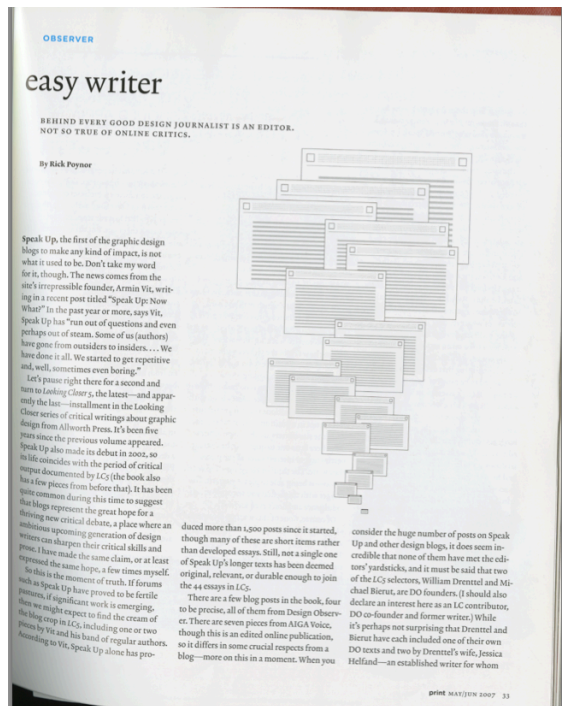 OBSERVER
easy writer
BEHIND EVERY GOOD DESIGN JOURNALIST IS AN EDITOR.
NOT SO TRUE OF ONLINE CRITICS.
By Rick Poynor
Speak Up, the first of the graphic design
blogs to make any kind of impact, is not
what it used to be. Don't take my word
for it, though. The news comes from the
site's irrepressible founder, Armin Vit, writ-
ing in a recent post titled "Speak Up: Now
What?" In the past year or more, says Vit,
Speak Up has "run out of questions and even
perhaps out of steam. Some of us (authors)
have gone from outsiders to insiders. . . . We
have done it all. We started to get repetitive
and, well, sometimes even boring."
Let's pause right there for a second and
turn to Looking Closer 5, the latest—and appar-
ently the last—installment in the Looking
Closer series of critical writings about graphic
design from Allworth Press. It's been five
years since the previous volume appeared.
Speak Up also made its debut in 2002, so
its life coincides with the period of critical
output documented by LC5 (the book also
has a few pieces from before that). It has been
quite common during this time to suggest
that blogs represent the great hope for a
thriving new critical debate, a place where an
ambitious upcoming generation of design
writers can sharpen their critical skills and
prose. I have made the same claim, or at least
expressed the same hope, a few times myself.
So this is the moment of truth. If forums
such as Speak Up have proved to be fertile
pastures, if significant work is emerging,
then we might expect to find the cream of
the blog crop in LC5, including one or two
pieces by Vit and his band of regular authors.
According to Vit, Speak Up alone has pro-
duced more than 1,500 posts since it started,
though many of these are short items rather
than developed essays. Still, not a single one
of Speak Up's longer texts has been deemed
original, relevant, or durable enough to join
the 44 essays in LC5.
There are a few blog posts in the book, four
to be precise, all of them from Design Observ-
er. There are seven pieces from AIGA Voice,
though this is an edited online publication,
so it differs in some crucial respects from a
blog—more on this in a moment. When you
consider the huge number of posts on Speak
Up and other design blogs, it does seem in-
credible that none of them have met the edi-
tors' yardsticks, and it must be said that two
of the LC5 selectors, William Drenttel and Mi-
chael Bierut, are DO founders. (I should also
declare an interest here as an LC contributor,
DO co-founder and former writer.) While
it's perhaps not surprising that Drenttel and
Bierut have each included one of their own
DO texts and two by Drenttel's wife, Jessica
Helfand—an established writer for whom
print MAY/JUN 2007 33